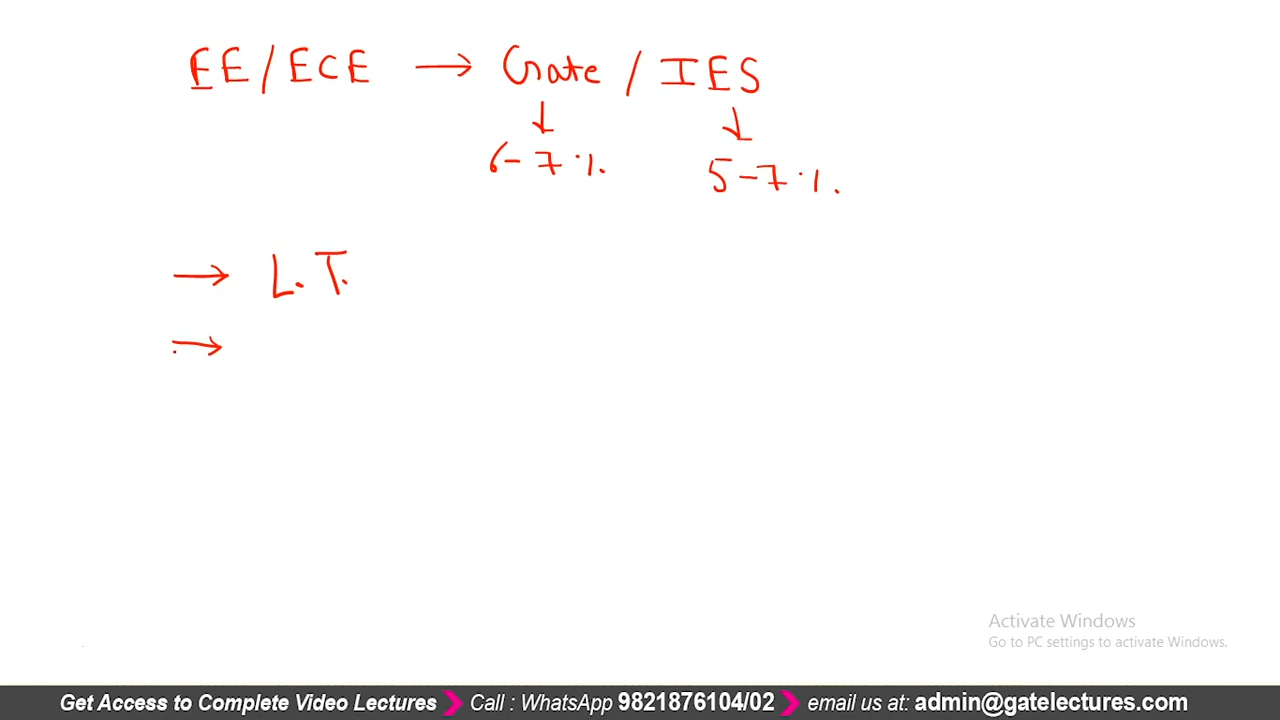 EE/ECE → Gate / IES
↓ ↓
6-7% 5-7%.
→ L.T.
→
Activate Windows
Go to PC settings to activate Windows.
Get Access to Complete Video Lectures Call : WhatsApp 9821876104/02 email us at: admin@gatelectures.com